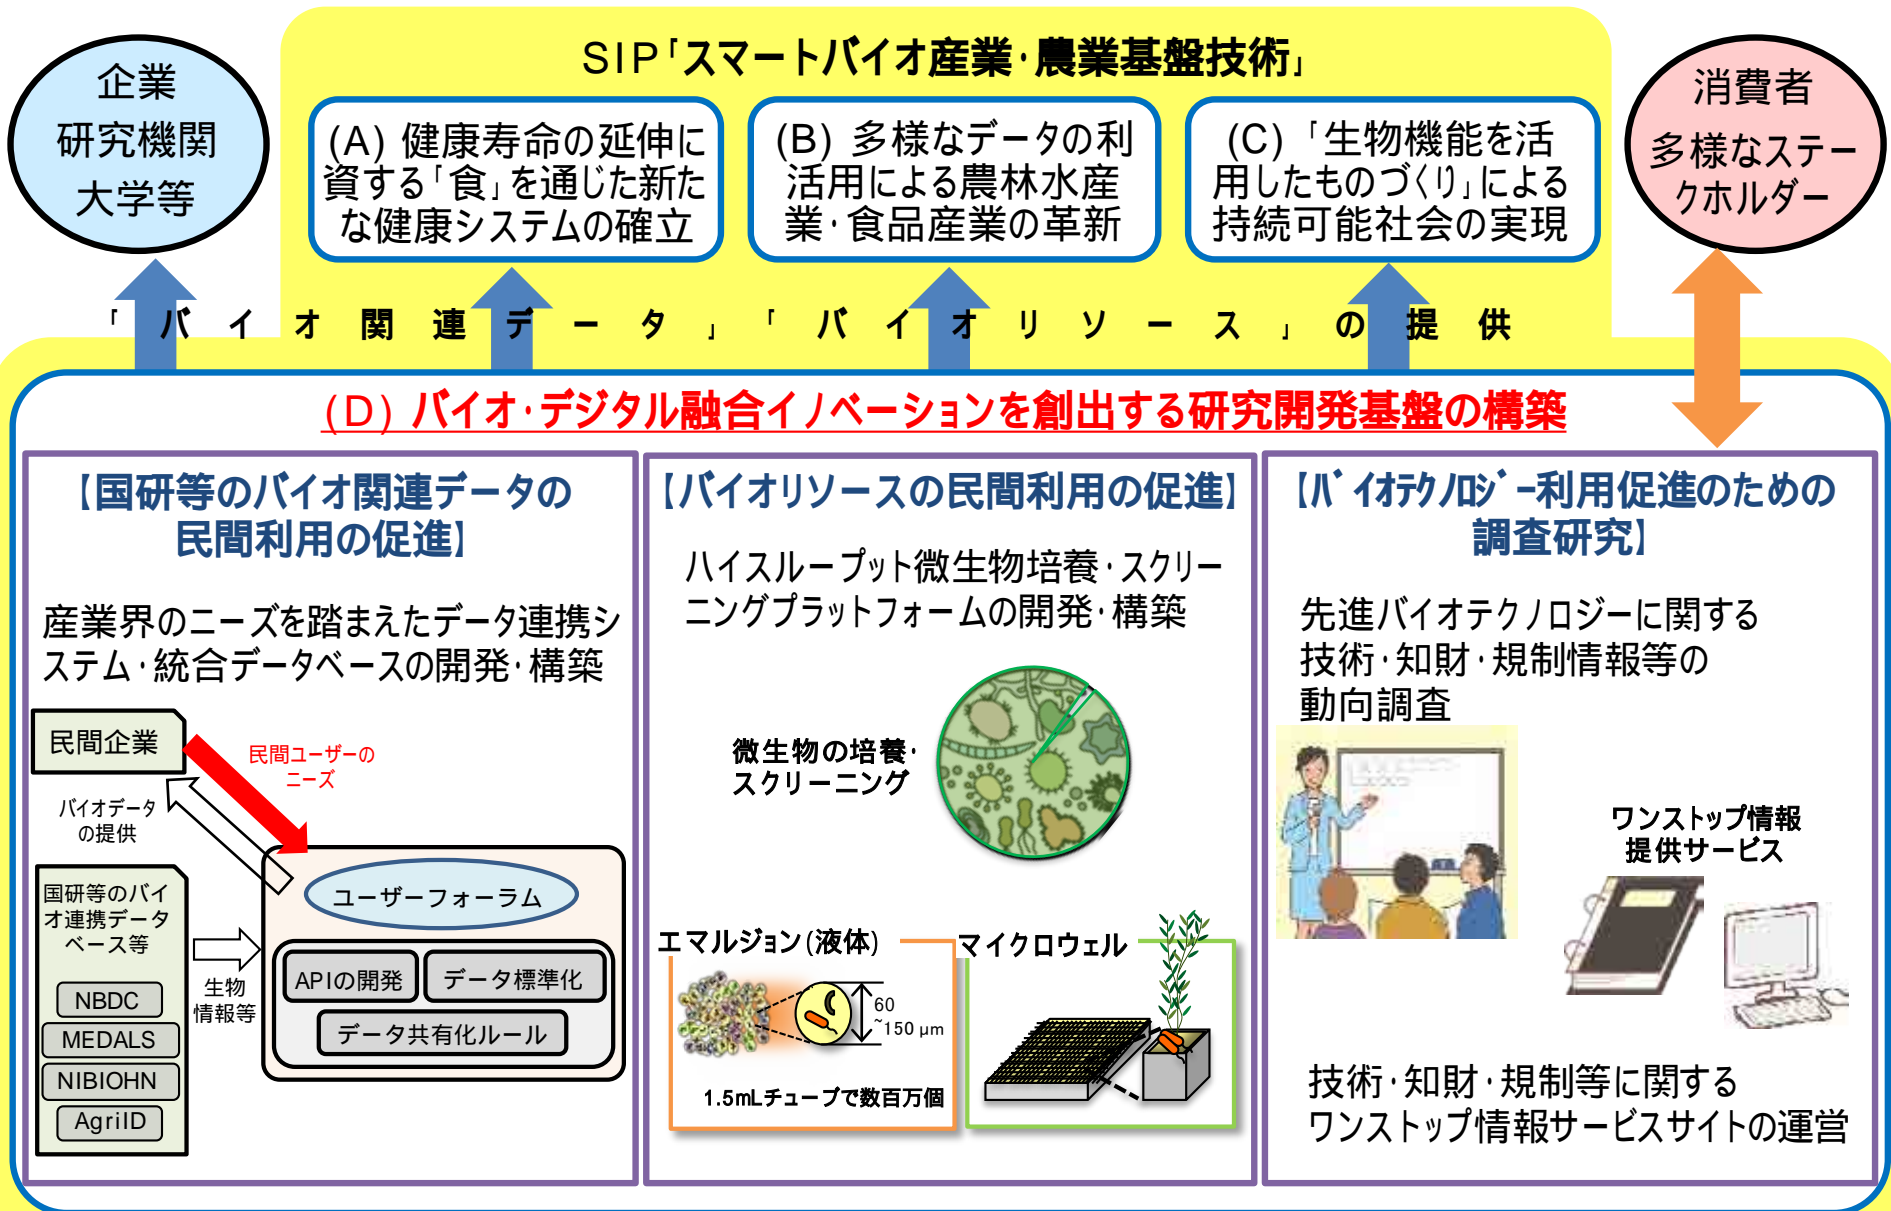 SIP「スマートバイオ産業・農業基盤技術」
企業
研究機関
大学等
(A) 健康寿命の延伸に
資する「食」を通じた新た
な健康システムの確立
(B) 多様なデータの利
活用による農林水産
業・食品産業の革新
(C) 「生物機能を活
用したものづくり」による
持続可能社会の実現
消費者
多様なステー
クホルダー
「バイオ関連データ」「バイオリソース」の提供
(D) バイオ・デジタル融合イノベーションを創出する研究開発基盤の構築
【国研等のバイオ関連データの
民間利用の促進】
産業界のニーズを踏まえたデータ連携シ
ステム・統合データベースの開発・構築
民間企業
民間ユーザーの
ニーズ
バイオデータ
の提供
国研等のバイ
オ連携データ
ベース等
NBDC
MEDALS
NIBIOHN
AgriID
生物
情報等
ユーザーフォーラム
APIの開発
データ標準化
データ共有化ルール
【バイオリソースの民間利用の促進】
ハイスループット微生物培養・スクリー
ニングプラットフォームの開発・構築
微生物の培養・
スクリーニング
エマルジョン(液体)
60
~150 μm
1.5mLチューブで数百万個
マイクロウェル
【バイオテクノロジー利用促進のための
調査研究】
先進バイオテクノロジーに関する
技術・知財・規制情報等の
動向調査
ワンストップ情報
提供サービス
技術・知財・規制等に関する
ワンストップ情報サービスサイトの運営